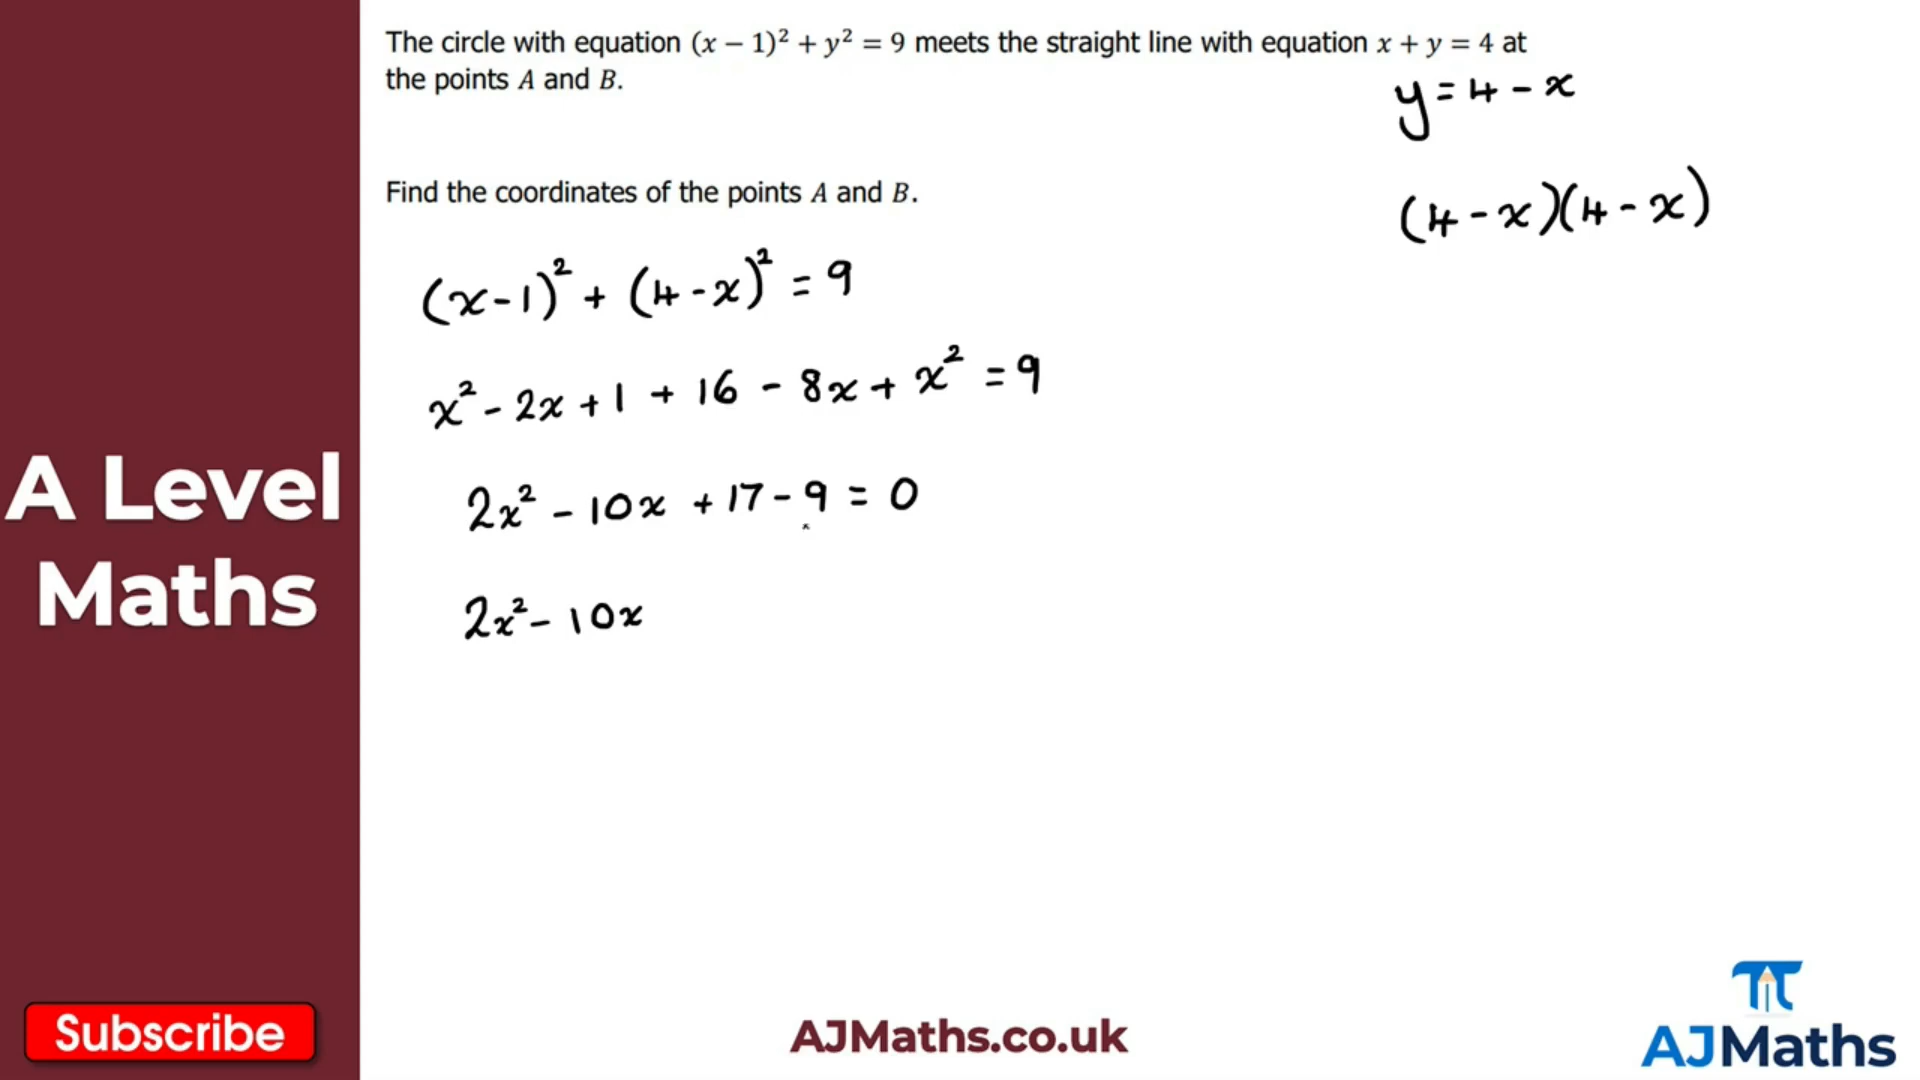 The circle with equation (x − 1)² + y² = 9 meets the straight line with equation x + y = 4 at
the points A and B.
y = 4 - x
Find the coordinates of the points A and B.
(4 - x)(4 - x)
(x - 1)² + (4 - x)² = 9
x² - 2x + 1 + 16 - 8x + x² = 9
2x² - 10x + 17 - 9 = 0
2x² - 10x
A Level
Maths
Subscribe
AJMaths.co.uk
AJMaths